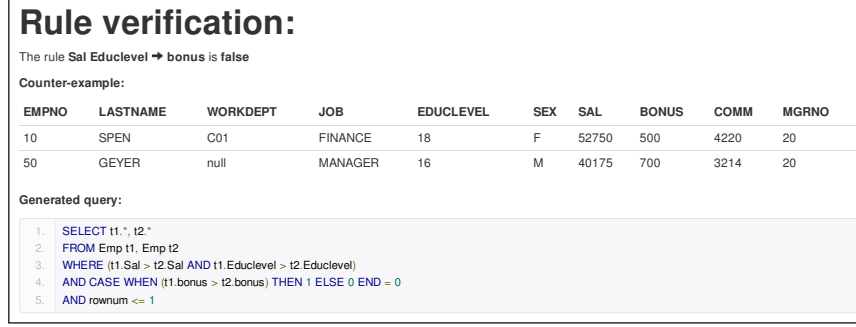 Rule verification:
The rule Sal Educlevel ➔ bonus is false
Counter-example:
EMPNO LASTNAME WORKDEPT JOB EDUCLEVEL SEX SAL BONUS COMM MGRNO
10 SPEN C01 FINANCE 18 F 52750 500 4220 20
50 GEYER null MANAGER 16 M 40175 700 3214 20
Generated query:
1. SELECT t1.*, t2.*
2. FROM Emp t1, Emp t2
3. WHERE (t1.Sal > t2.Sal AND t1.Educlevel > t2.Educlevel)
4. AND CASE WHEN (t1.bonus > t2.bonus) THEN 1 ELSE 0 END = 0
5. AND rownum <= 1